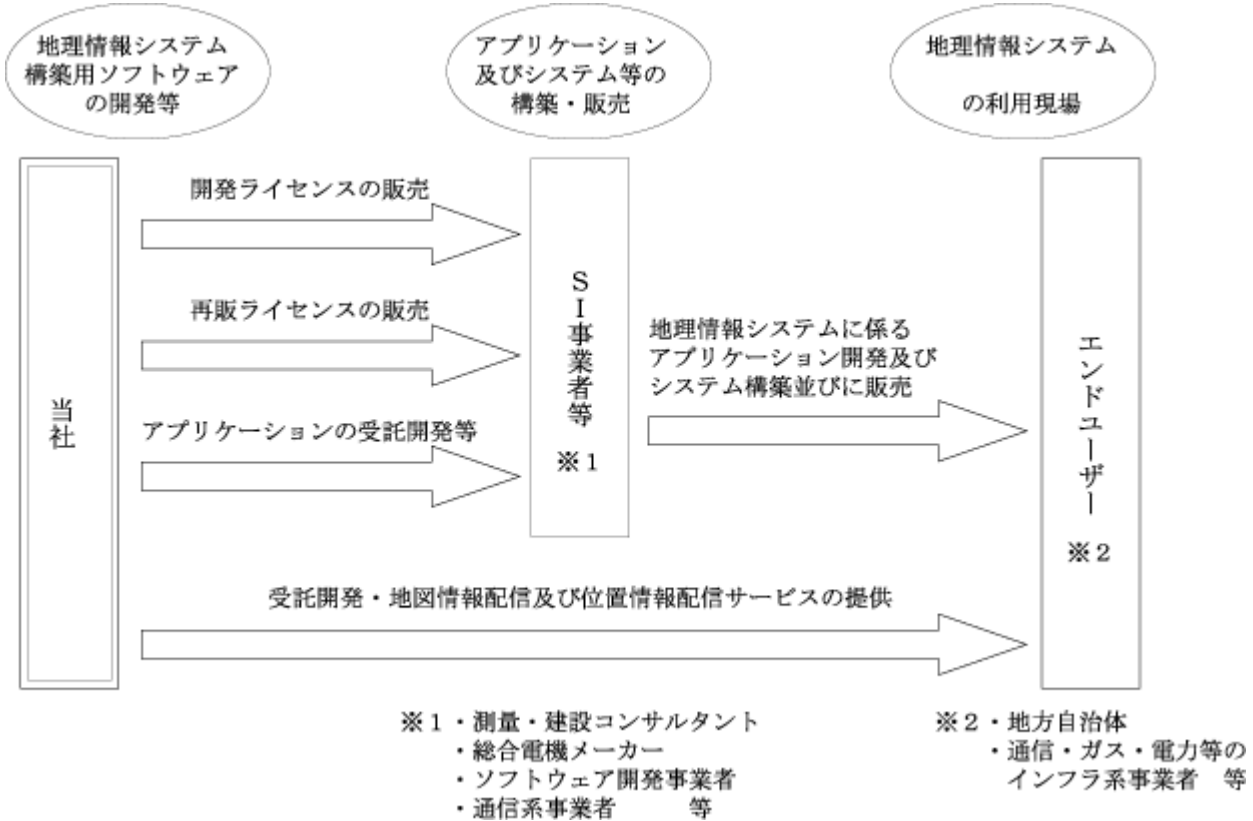 地理情報システム
構築用ソフトウェア
の開発等
アプリケーション
及びシステム等の
構築・販売
地理情報システム
の利用現場
当社
開発ライセンスの販売
再販ライセンスの販売
アプリケーションの受託開発等
ＳＩ事業者等
※１
地理情報システムに係る
アプリケーション開発及び
システム構築並びに販売
エンドユーザー
※２
受託開発・地図情報配信及び位置情報配信サービスの提供
※１・測量・建設コンサルタント
・総合電機メーカー
・ソフトウェア開発事業者
・通信系事業者　　　等
※２・地方自治体
・通信・ガス・電力等の
インフラ系事業者　等